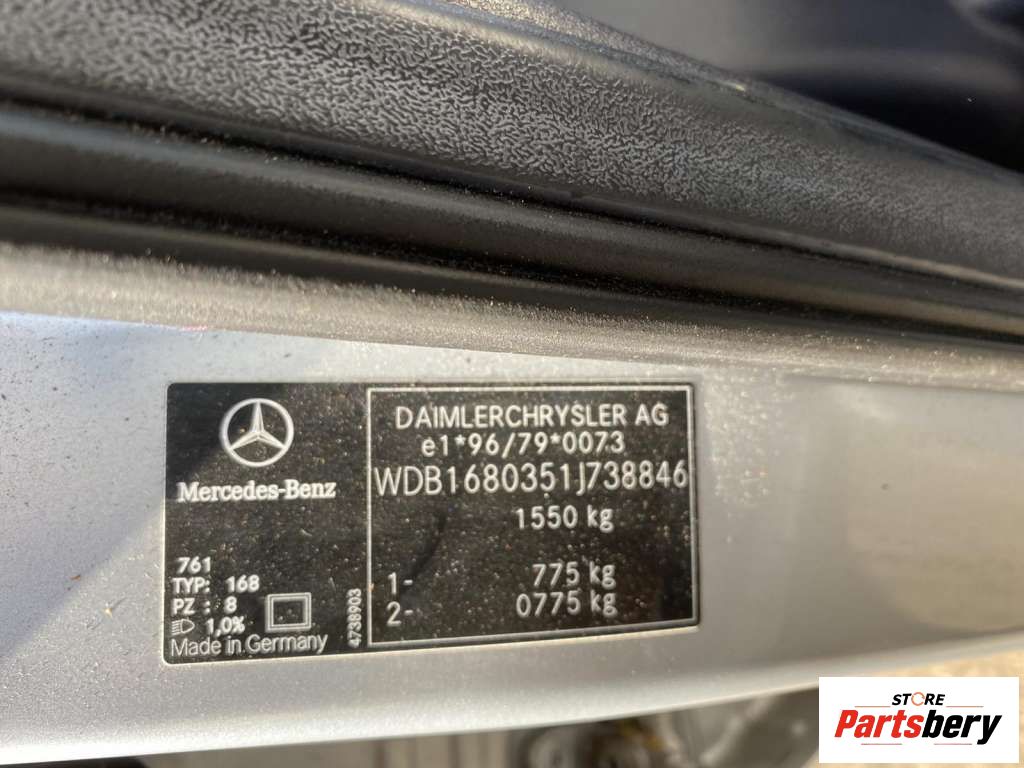 Mercedes-Benz
761
TYP: 168
PZ : 8
1,0%
Made in Germany
4738903
DAIMLERCHRYSLER AG
e1*96/79*0073
WDB1680351J738846
1550 kg
1- 775 kg
2- 0775 kg
STORE
Partsbery